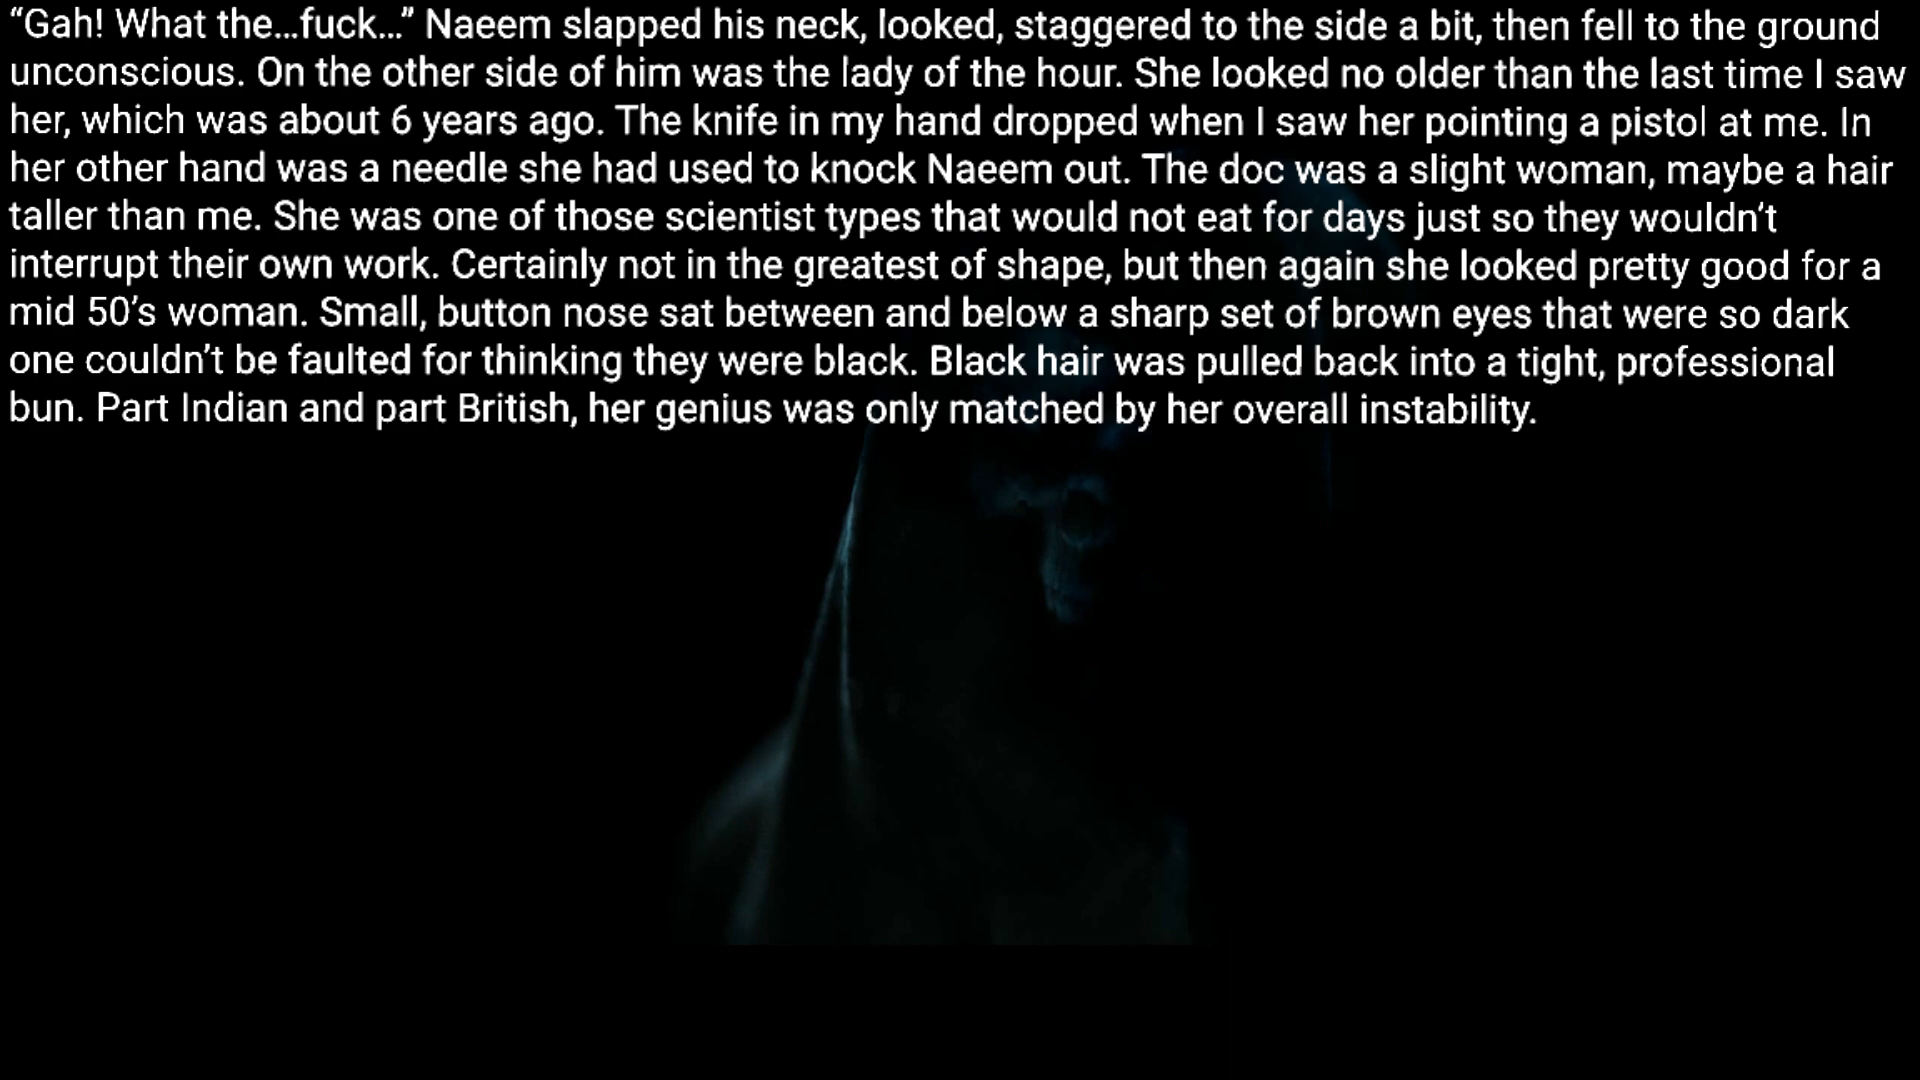 “Gah! What the…fuck…” Naeem slapped his neck, looked, staggered to the side a bit, then fell to the ground
unconscious. On the other side of him was the lady of the hour. She looked no older than the last time I saw
her, which was about 6 years ago. The knife in my hand dropped when I saw her pointing a pistol at me. In
her other hand was a needle she had used to knock Naeem out. The doc was a slight woman, maybe a hair
taller than me. She was one of those scientist types that would not eat for days just so they wouldn’t
interrupt their own work. Certainly not in the greatest of shape, but then again she looked pretty good for a
mid 50’s woman. Small, button nose sat between and below a sharp set of brown eyes that were so dark
one couldn’t be faulted for thinking they were black. Black hair was pulled back into a tight, professional
bun. Part Indian and part British, her genius was only matched by her overall instability.